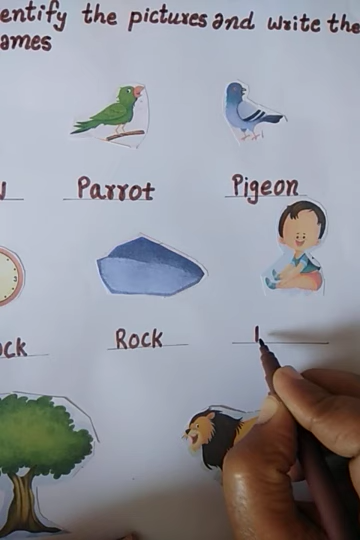 entify the pictures and write the
ames
Parrot Pigeon
ock Rock